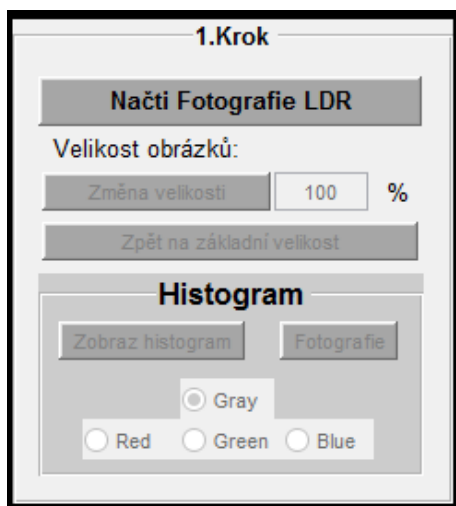 1.Krok
Načti Fotografie LDR
Velikost obrázků:
Změna velikosti 100 %
Zpět na základní velikost
Histogram
Zobraz histogram Fotografie
Gray
Red Green Blue